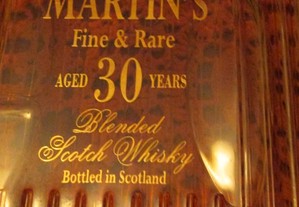 MARTIN'S
Fine & Rare
AGED 30 YEARS
Blended
Scotch Whisky
Bottled in Scotland